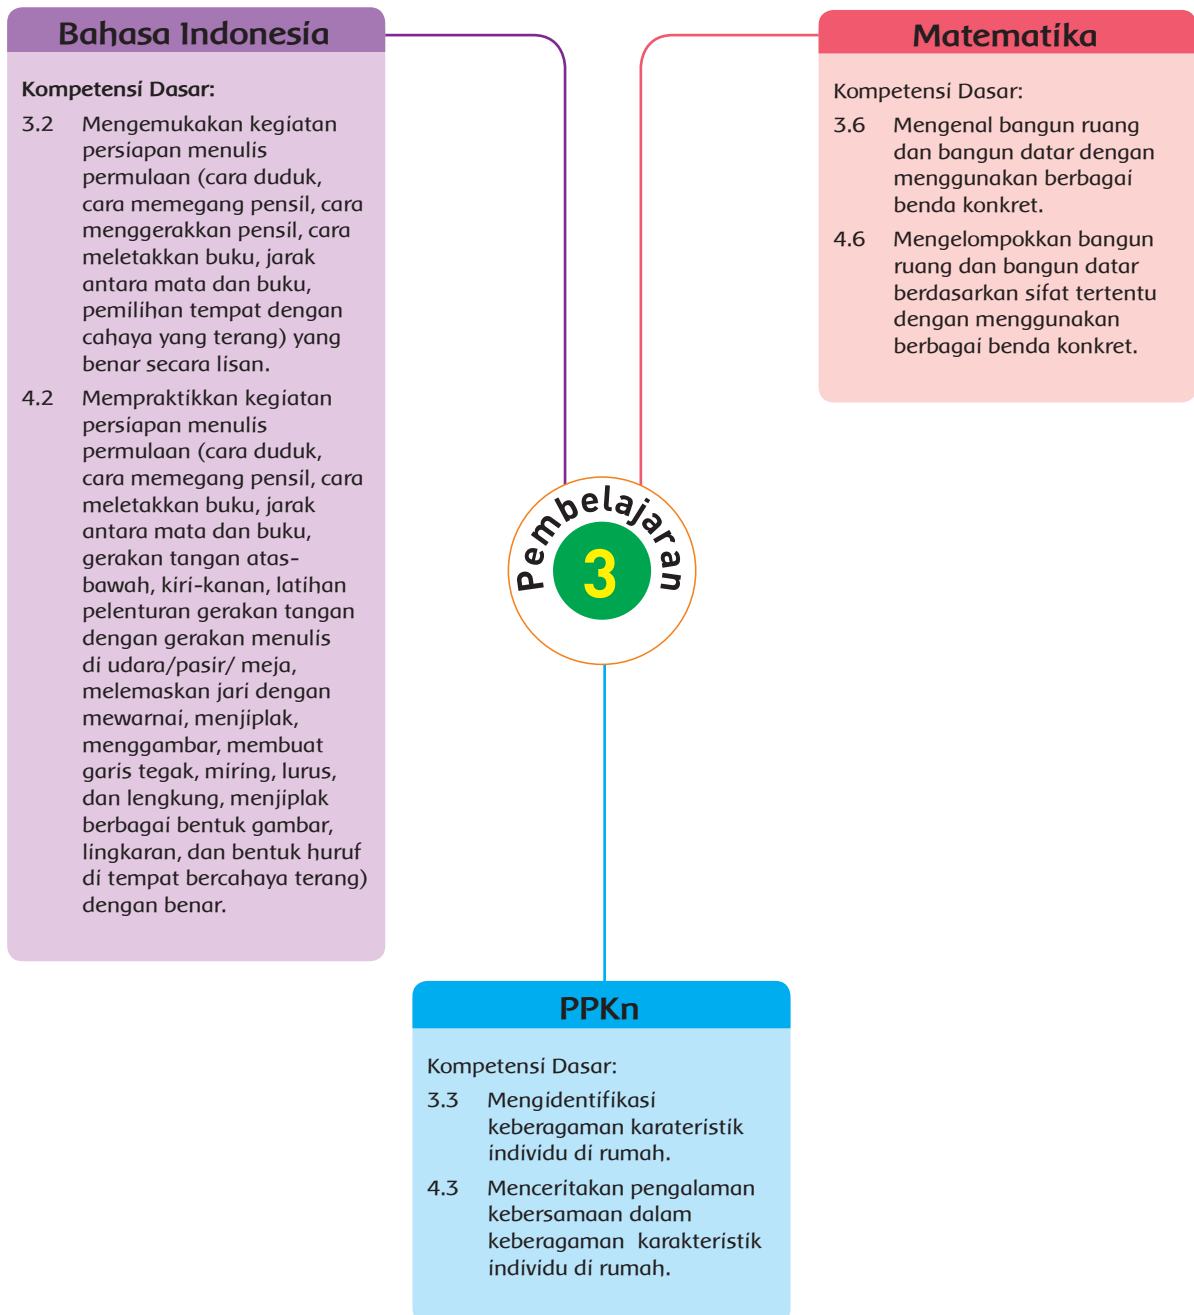 Bahasa Indonesia
Kompetensi Dasar:
3.2 Mengemukakan kegiatan
persiapan menulis
permulaan (cara duduk,
cara memegang pensil, cara
menggerakkan pensil, cara
meletakkan buku, jarak
antara mata dan buku,
pemilihan tempat dengan
cahaya yang terang) yang
benar secara lisan.
4.2 Mempraktikkan kegiatan
persiapan menulis
permulaan (cara duduk,
cara memegang pensil, cara
meletakkan buku, jarak
antara mata dan buku,
gerakan tangan atas-
bawah, kiri-kanan, latihan
pelenturan gerakan tangan
dengan gerakan menulis
di udara/pasir/ meja,
melemaskan jari dengan
mewarnai, menjiplak,
menggambar, membuat
garis tegak, miring, lurus,
dan lengkung, menjiplak
berbagai bentuk gambar,
lingkaran, dan bentuk huruf
di tempat bercahaya terang)
dengan benar.
Matematika
Kompetensi Dasar:
3.6 Mengenal bangun ruang
dan bangun datar dengan
menggunakan berbagai
benda konkret.
4.6 Mengelompokkan bangun
ruang dan bangun datar
berdasarkan sifat tertentu
dengan menggunakan
berbagai benda konkret.
Pembelajaran
3
PPKn
Kompetensi Dasar:
3.3 Mengidentifikasi
keberagaman karateristik
individu di rumah.
4.3 Menceritakan pengalaman
kebersamaan dalam
keberagaman karakteristik
individu di rumah.